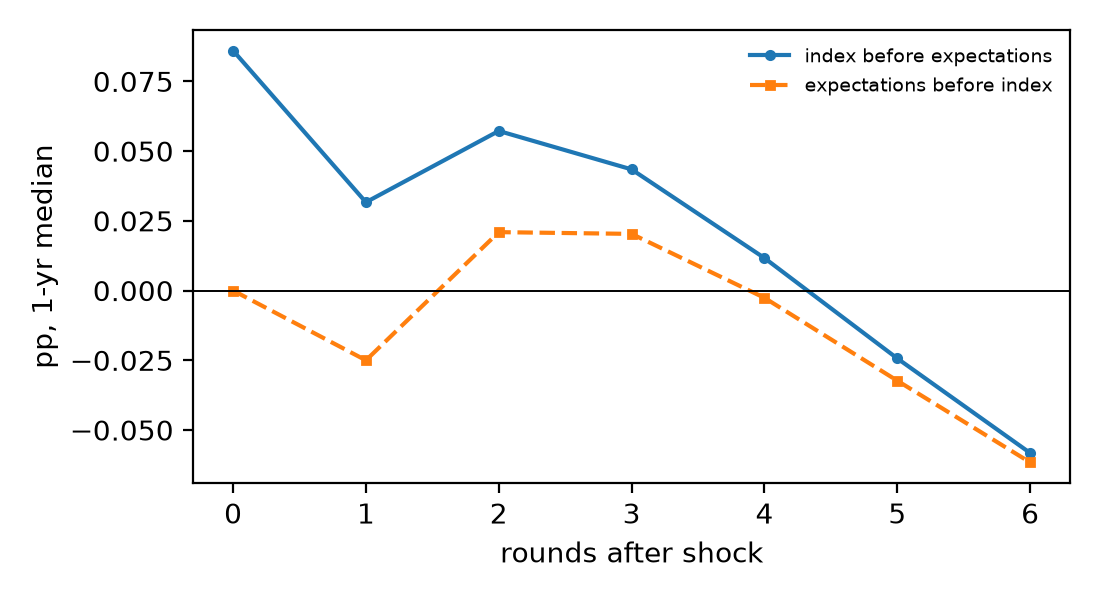 index before expectations
expectations before index
0.075
0.050
0.025
0.000
−0.025
−0.050
pp, 1-yr median
0 1 2 3 4 5 6
rounds after shock